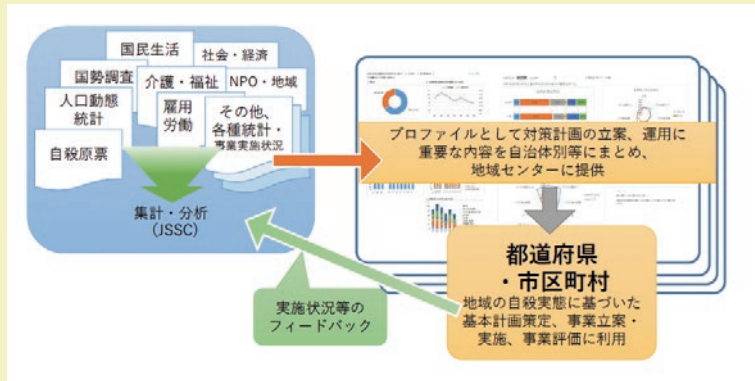 国民生活
社会・経済
国勢調査
介護・福祉
NPO・地域
人口動態
統計
雇用
労働
その他、
各種統計・
事業実施状況
自殺原票
集計・分析
(JSSC)
プロファイルとして対策計画の立案、運用に
重要な内容を自治体別等にまとめ、
地域センターに提供
都道府県
・市区町村
地域の自殺実態に基づいた
基本計画策定、事業立案・
実施、事業評価に利用
実施状況等の
フィードバック